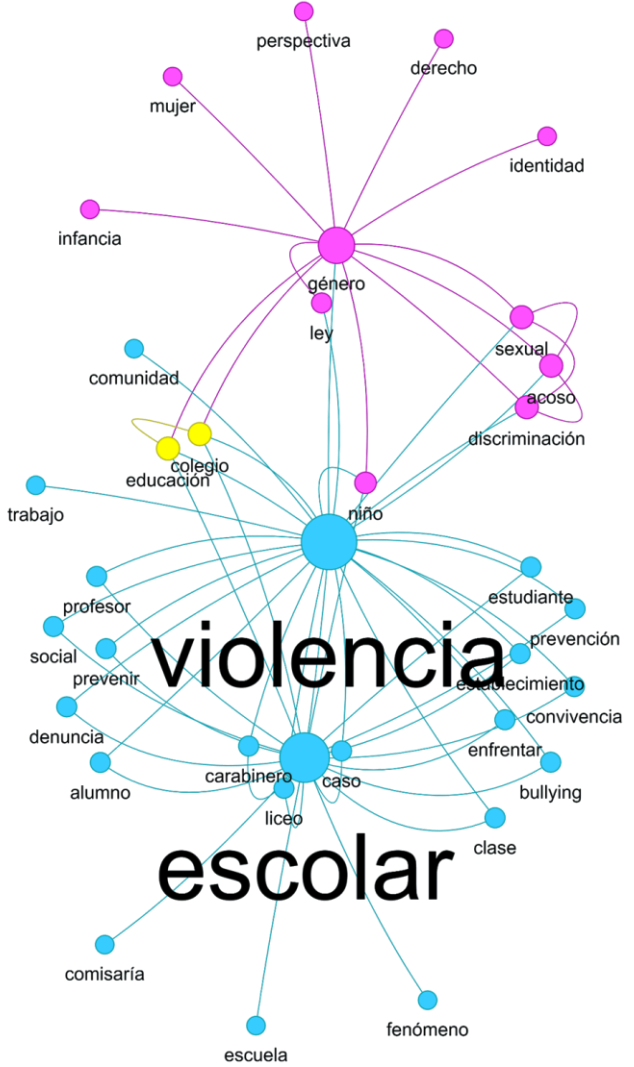 perspectiva
derecho
mujer
identidad
infancia
género
ley
sexual
comunidad
acoso
discriminación
colegio
educación
niño
trabajo
estudiante
profesor
prevención
social
violencia
prevenir
establecimiento
convivencia
denuncia
enfrentar
carabinero
caso
alumno
bullying
liceo
clase
escolar
comisaría
fenómeno
escuela